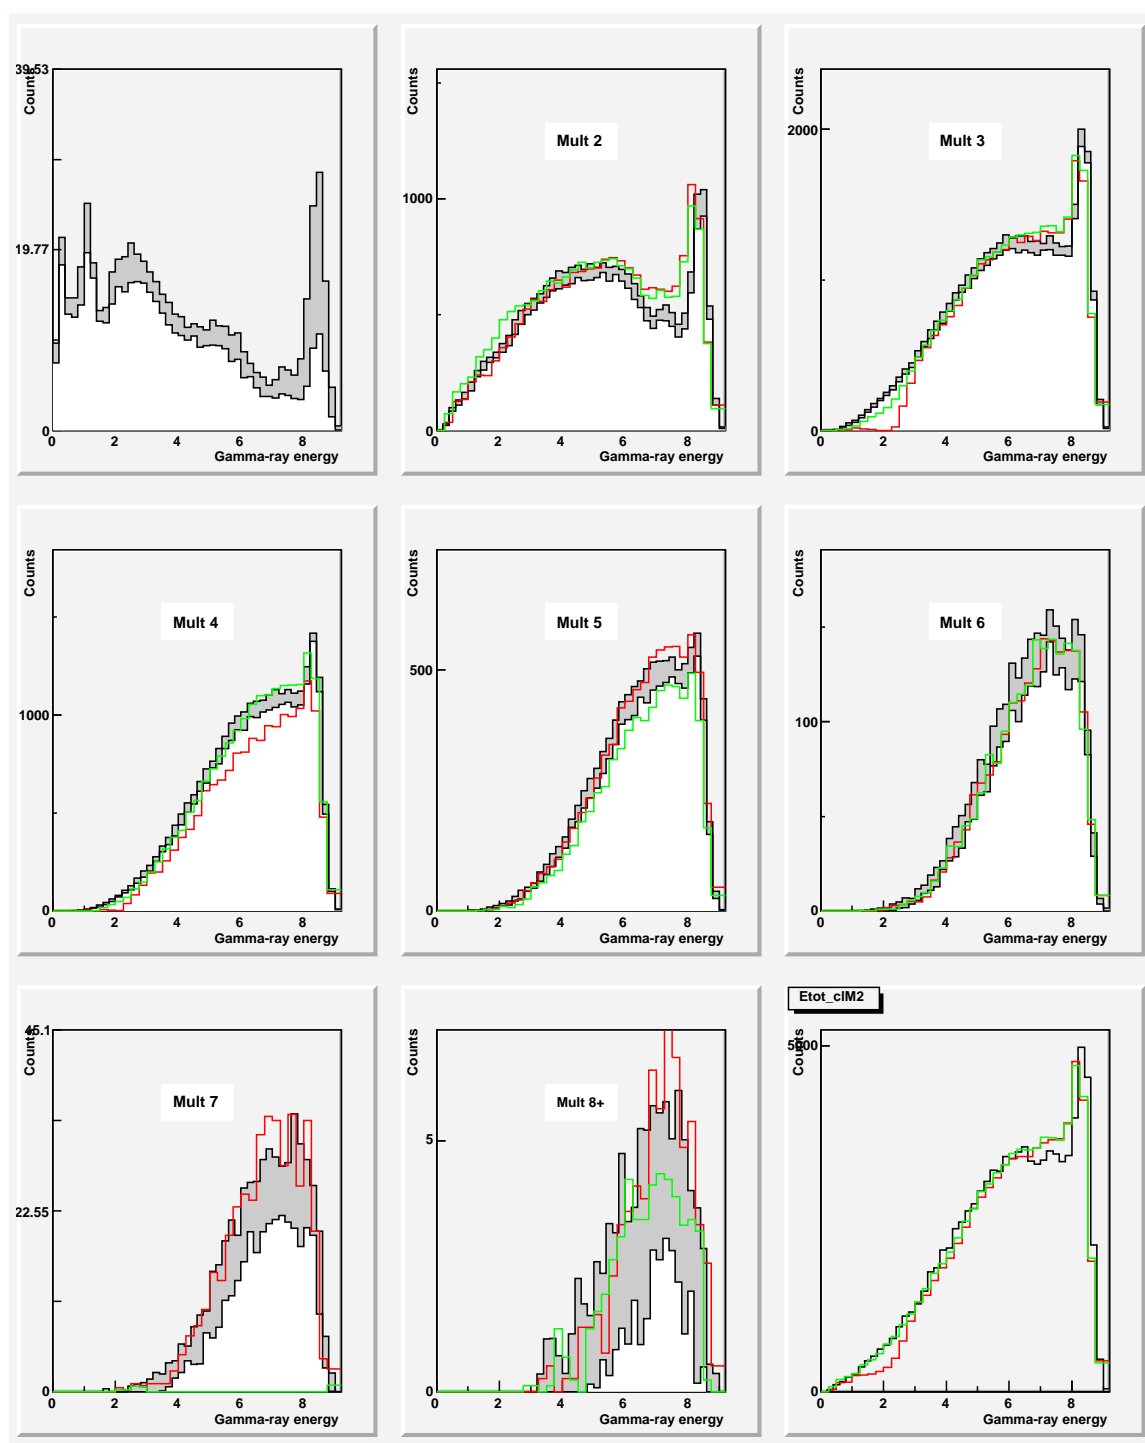 39.53
Counts
19.77
0
0 2 4 6 8
Gamma-ray energy
Counts
Mult 2
1000
0
0 2 4 6 8
Gamma-ray energy
Counts
2000
Mult 3
0
0 2 4 6 8
Gamma-ray energy
Counts
Mult 4
1000
0
0 2 4 6 8
Gamma-ray energy
Counts
Mult 5
500
0
0 2 4 6 8
Gamma-ray energy
Counts
Mult 6
100
0
0 2 4 6 8
Gamma-ray energy
45.1
Counts
Mult 7
22.55
0
0 2 4 6 8
Gamma-ray energy
Counts
Mult 8+
5
0
0 2 4 6 8
Gamma-ray energy
Etot_clM2
5000
Counts
0
0 2 4 6 8
Gamma-ray energy